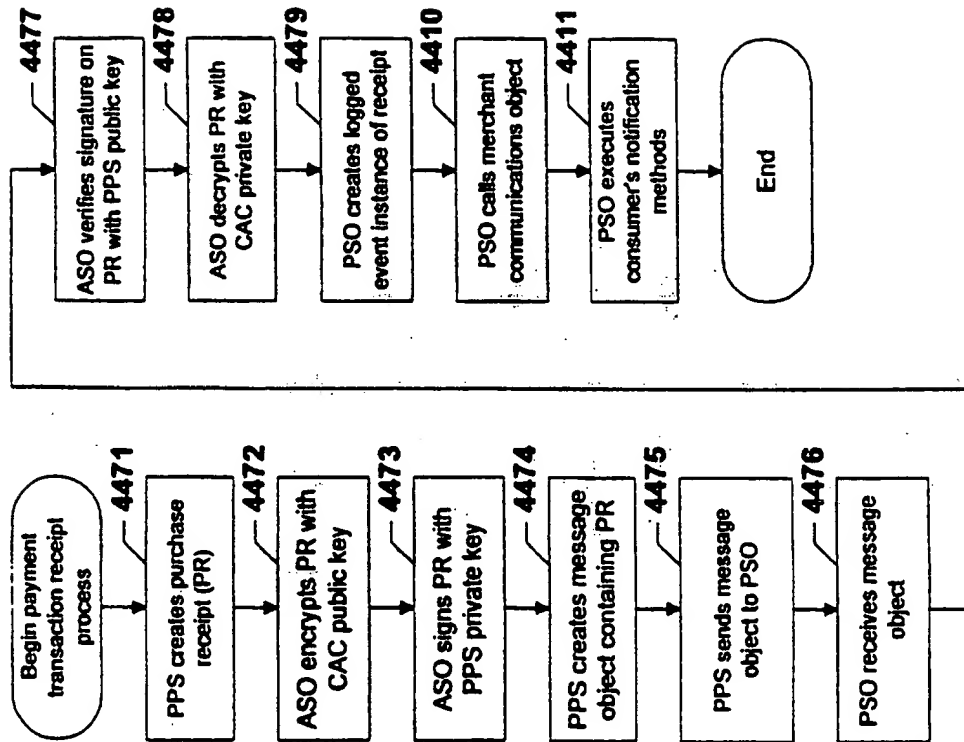 Begin payment
transaction receipt
process
4471
PPS creates purchase
receipt (PR)
4472
ASO encrypts PR with
CAC public key
4473
ASO signs PR with
PPS private key
4474
PPS creates message
object containing PR
4475
PPS sends message
object to PSO
4476
PSO receives message
object
4477
ASO verifies signature on
PR with PPS public key
4478
ASO decrypts PR with
CAC private key
4479
PSO creates logged
event instance of receipt
4410
PSO calls merchant
communications object
4411
PSO executes
consumer's notification
methods
End